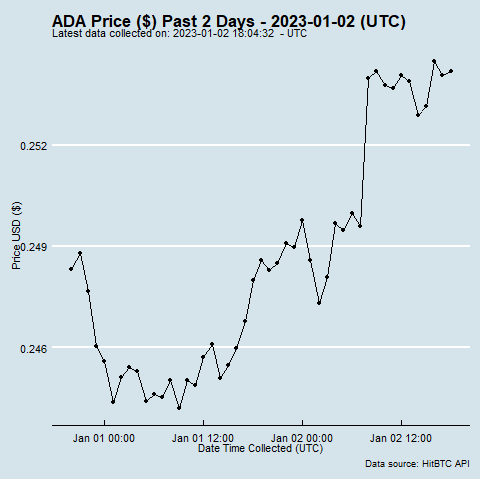 ADA Price ($) Past 2 Days - 2023-01-02 (UTC)
Latest data collected on: 2023-01-02 18:04:32 - UTC
0.252
0.249
0.246
Price USD ($)
Jan 01 00:00 Jan 01 12:00 Jan 02 00:00 Jan 02 12:00
Date Time Collected (UTC)
Data source: HitBTC API